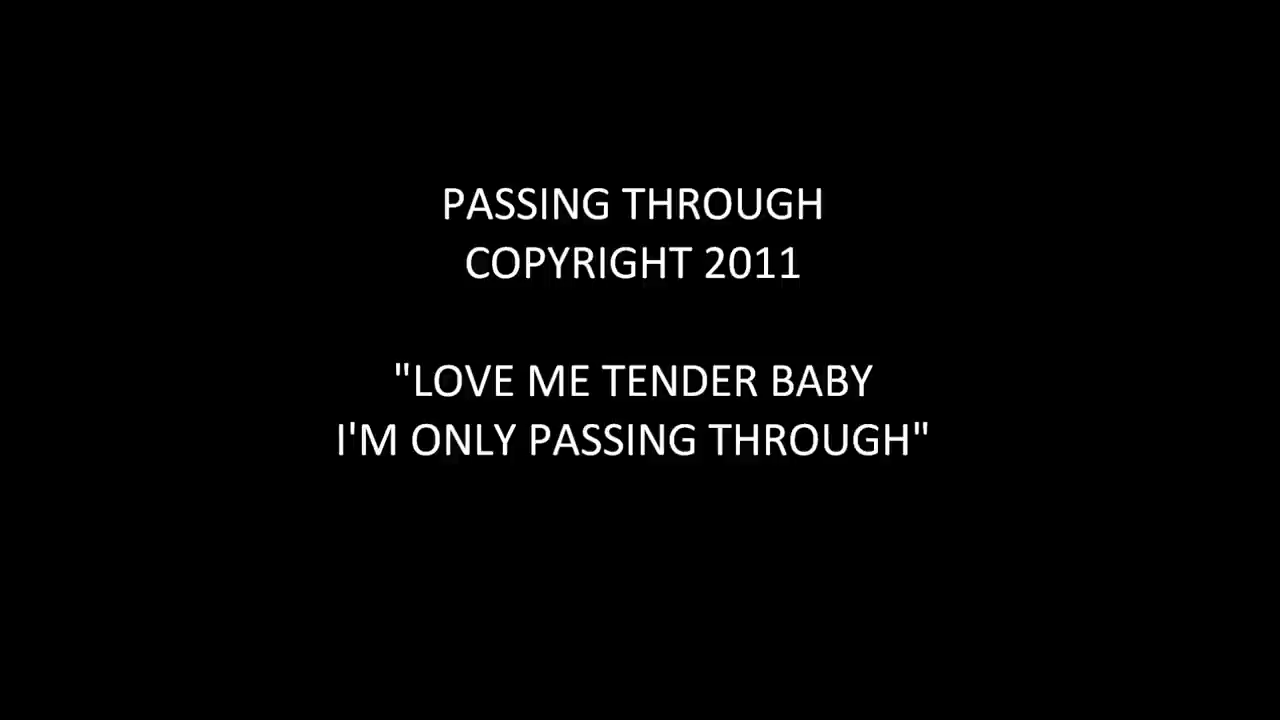 PASSING THROUGH
COPYRIGHT 2011
"LOVE ME TENDER BABY
I'M ONLY PASSING THROUGH"